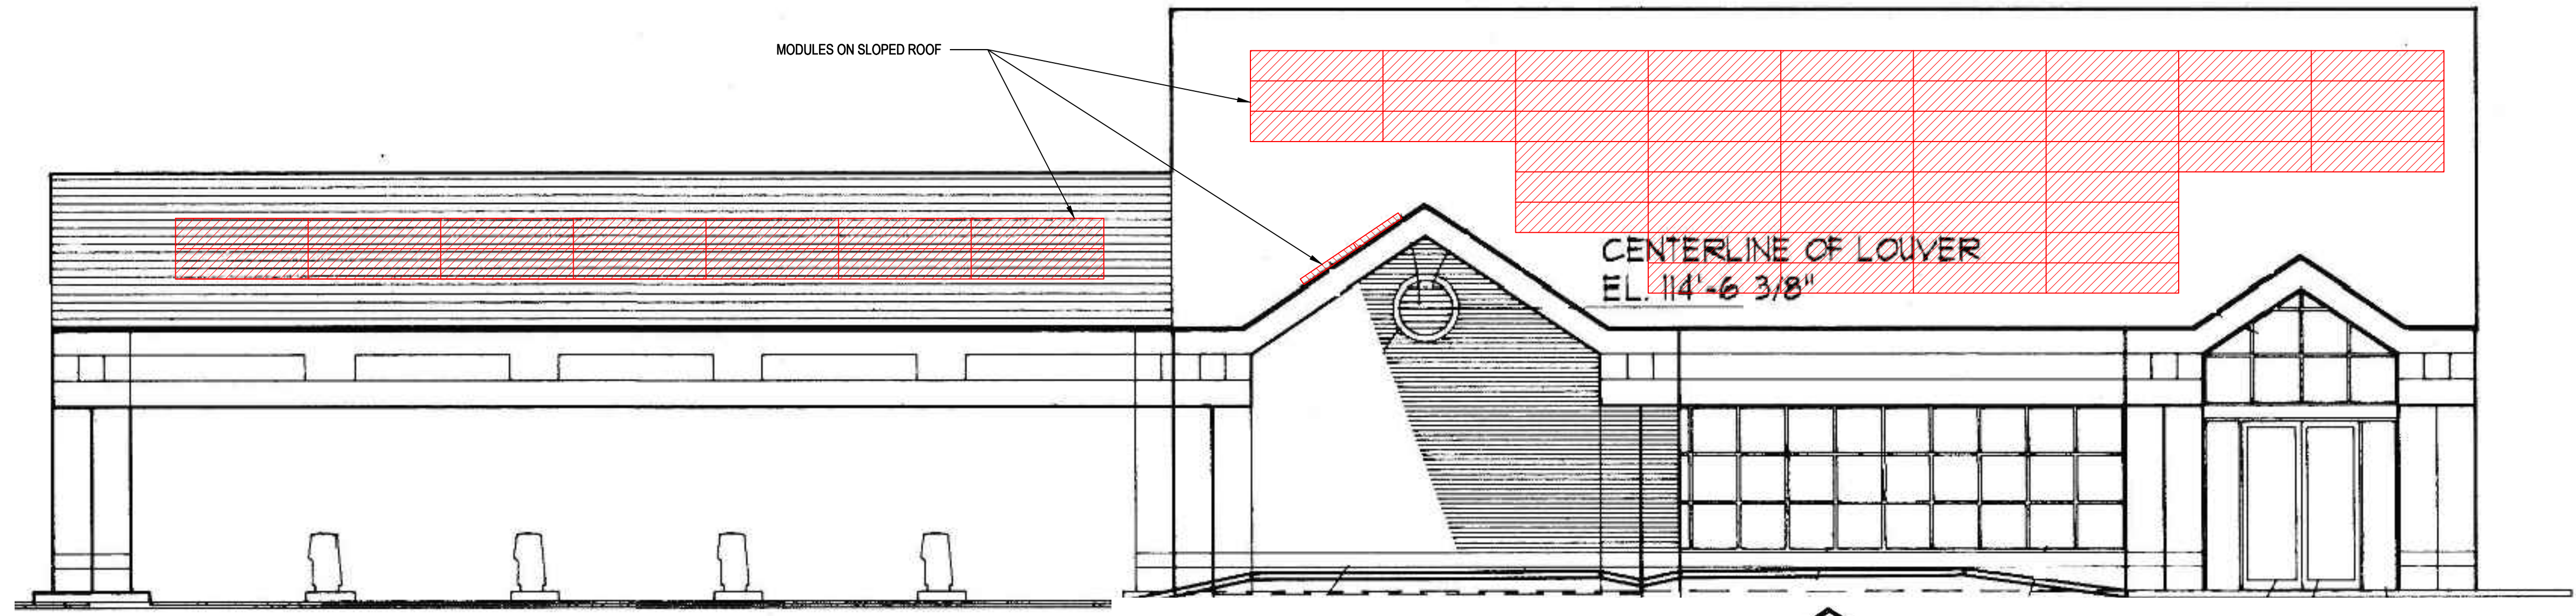 MODULES ON SLOPED ROOF
CENTERLINE OF LOUVER
EL. 114'-6 3/8"